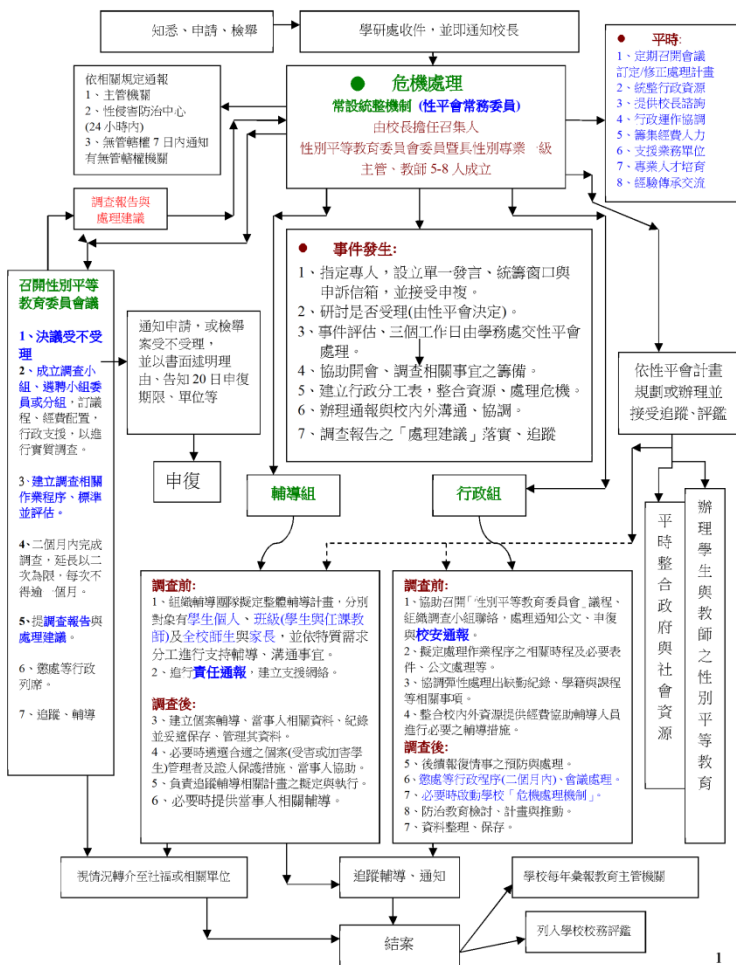 知悉、申請、檢舉
學研處收件，並即通知校長
依相關規定通報
1、主管機關
2、性侵害防治中心
(24 小時內)
3、無管轄權 7 日內通知
有無管轄權機關
● 危機處理
常設統整機制 (性平會常務委員)
由校長擔任召集人
性別平等教育委員會委員暨具性別專業一級
主管、教師 5-8 人成立
● 平時:
1、定期召開會議
訂定/修正處理計畫
2、統整行政資源
3、提供校長諮詢
4、行政運作協調
5、籌集經費人力
6、支援業務單位
7、專業人才培育
8、經驗傳承交流
調查報告與
處理建議
召開性別平等
教育委員會議
1、決議受不受
理
2、成立調查小
組、遴聘小組委
員或分組，訂議
程、經費配置，
行政支援，以進
行實質調查。
3、建立調查相關
作業程序、標準
並評估。
4、二個月內完成
調查，延長以二
次為限，每次不
得逾一個月。
5、提調查報告與
處理建議。
6、懲處等行政
列席。
7、追蹤、輔導
通知申請，或檢舉
案受不受理，
並以書面述明理
由、告知 20 日申復
期限、單位等
申復
● 事件發生:
1、指定專人，設立單一發言、統籌窗口與
申訴信箱，並接受申複。
2、研討是否受理(由性平會決定)。
3、事件評估、三個工作日由學務處交性平會
處理。
4、協助開會、調查相關事宜之籌備。
5、建立行政分工表，整合資源、處理危機。
6、辦理通報與校內外溝通、協調。
7、調查報告之「處理建議」落實、追蹤
依性平會計畫
規劃或辦理並
接受追蹤、評鑑
輔導組
行政組
平時整合政府與社會資源
辦理學生與教師之性別平等教育
調查前:
1、組織輔導團隊擬定整體輔導計畫，分別
對象有學生個人、班級(學生與任課教
師)及全校師生與家長，並依特質需求
分工進行支持輔導、溝通事宜。
2、進行責任通報，建立支援網絡。
調查後:
3、建立個案輔導、當事人相關資料、紀錄
並妥適保存、管理其資料。
4、必要時遴選合適之個案(受害或加害學
生)管理者及證人保護措施，當事人協助。
5、負責追蹤輔導相關計畫之擬定與執行。
6、必要時提供當事人相關輔導。
調查前:
1、協助召開「性別平等教育委員會」議程、
組織調查小組聯絡，處理通知公文、申復
與校安通報。
2、擬定處理作業程序之相關時程及必要表
件、公文處理等。
3、協調彈性處理出缺勤紀錄、學籍與課程
等相關事項。
4、整合校內外資源提供經費協助輔導人員
進行必要之輔導措施。
調查後:
5、後續報復情事之預防與處理。
6、懲處等行政程序(二個月內)、會議處理。
7、必要時啟動學校「危機處理機制」。
8、防治教育檢討、計畫與推動。
7、資料整理、保存。
視情況轉介至社福或相關單位
追蹤輔導、通知
學校每年彙報教育主管機關
結案
列入學校校務評鑑
1